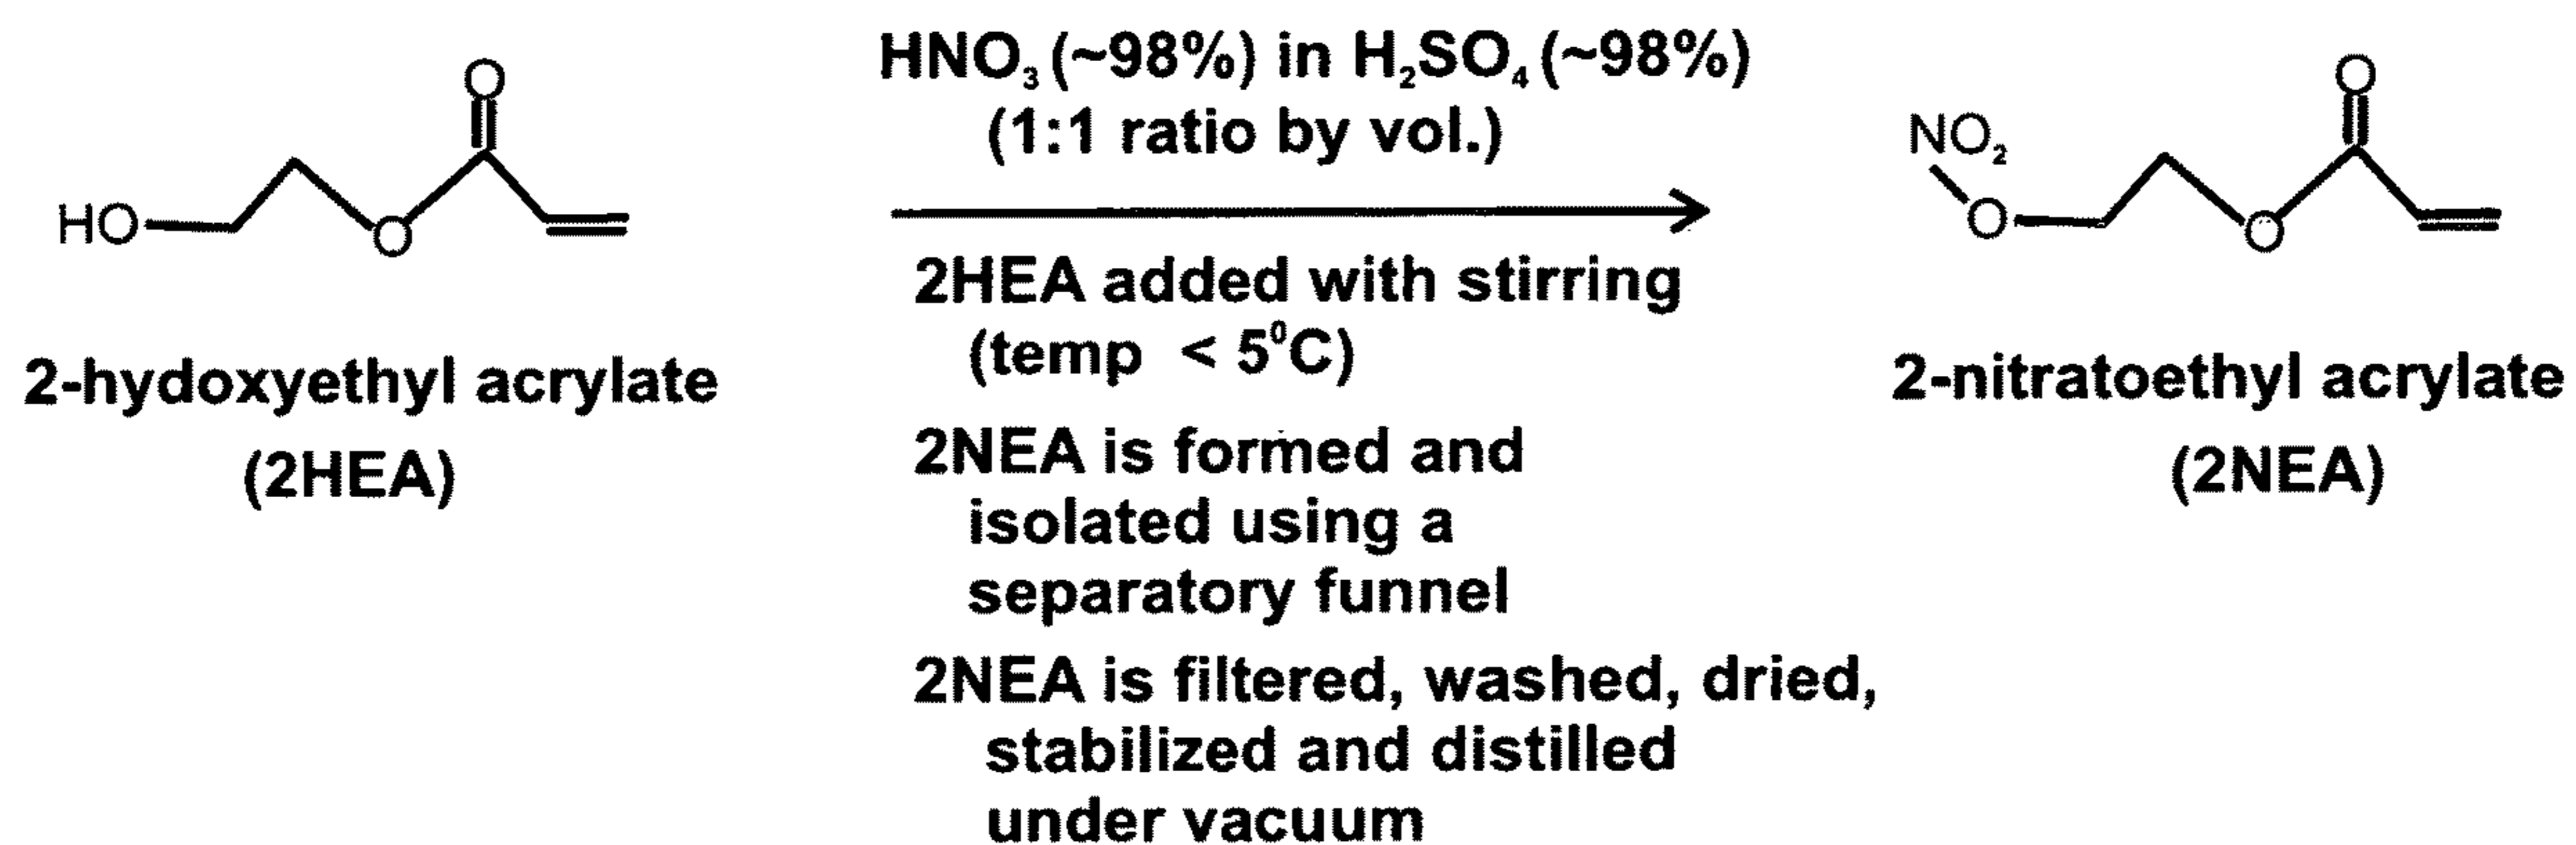 HNO₃ (~98%) in H₂SO₄ (~98%)
(1:1 ratio by vol.)
O
HO
O
O
NO₂
O
O
2HEA added with stirring
(temp < 5⁰C)
2-hydoxyethyl acrylate
(2HEA)
2-nitratoethyl acrylate
(2NEA)
2NEA is formed and
isolated using a
separatory funnel
2NEA is filtered, washed, dried,
stabilized and distilled
under vacuum